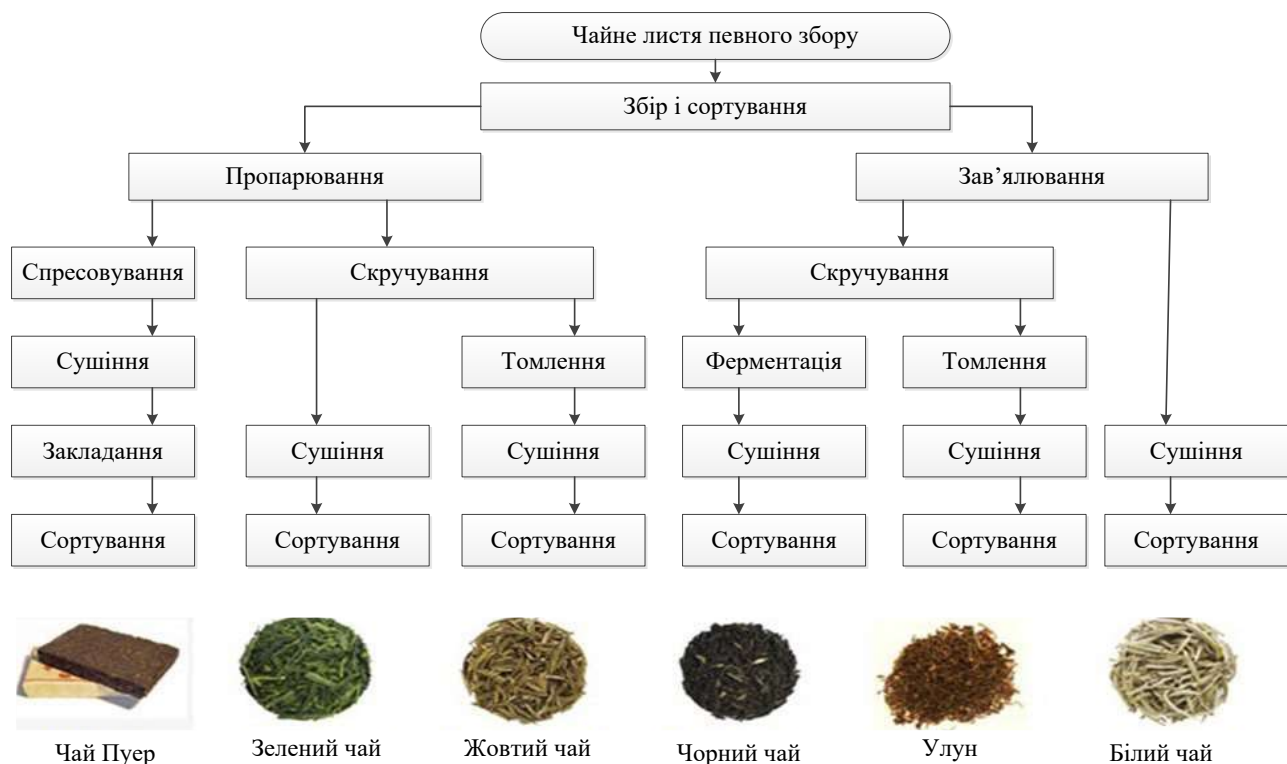 Чайне листя певного збору
Збір і сортування
Пропарювання
Зав’ялювання
Спресовування
Скручування
Скручування
Сушіння
Томлення
Ферментація
Томлення
Закладання
Сушіння
Сушіння
Сушіння
Сушіння
Сушіння
Сортування
Сортування
Сортування
Сортування
Сортування
Сортування
Чай Пуер
Зелений чай
Жовтий чай
Чорний чай
Улун
Білий чай